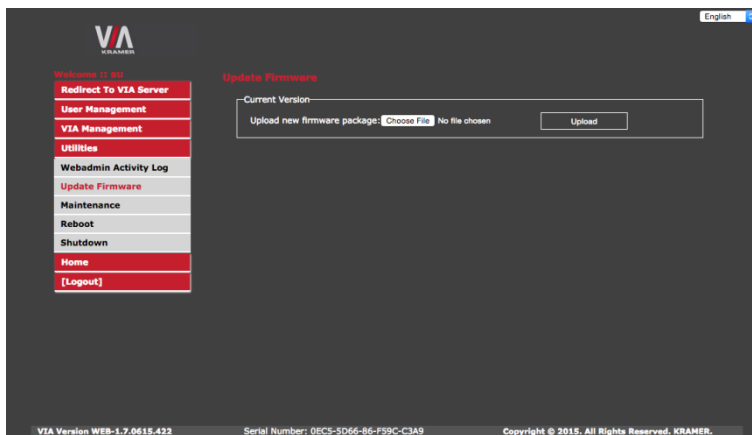 English
VIA
KRAMER
Welcome :: su
Redirect To VIA Server
User Management
VIA Management
Utilities
Webadmin Activity Log
Update Firmware
Maintenance
Reboot
Shutdown
Home
[Logout]
Update Firmware
Current Version
Upload new firmware package: Choose File No file chosen Upload
VIA Version WEB-1.7.0615.422 Serial Number: 0EC5-5D66-86-F59C-C3A9 Copyright © 2015. All Rights Reserved. KRAMER.